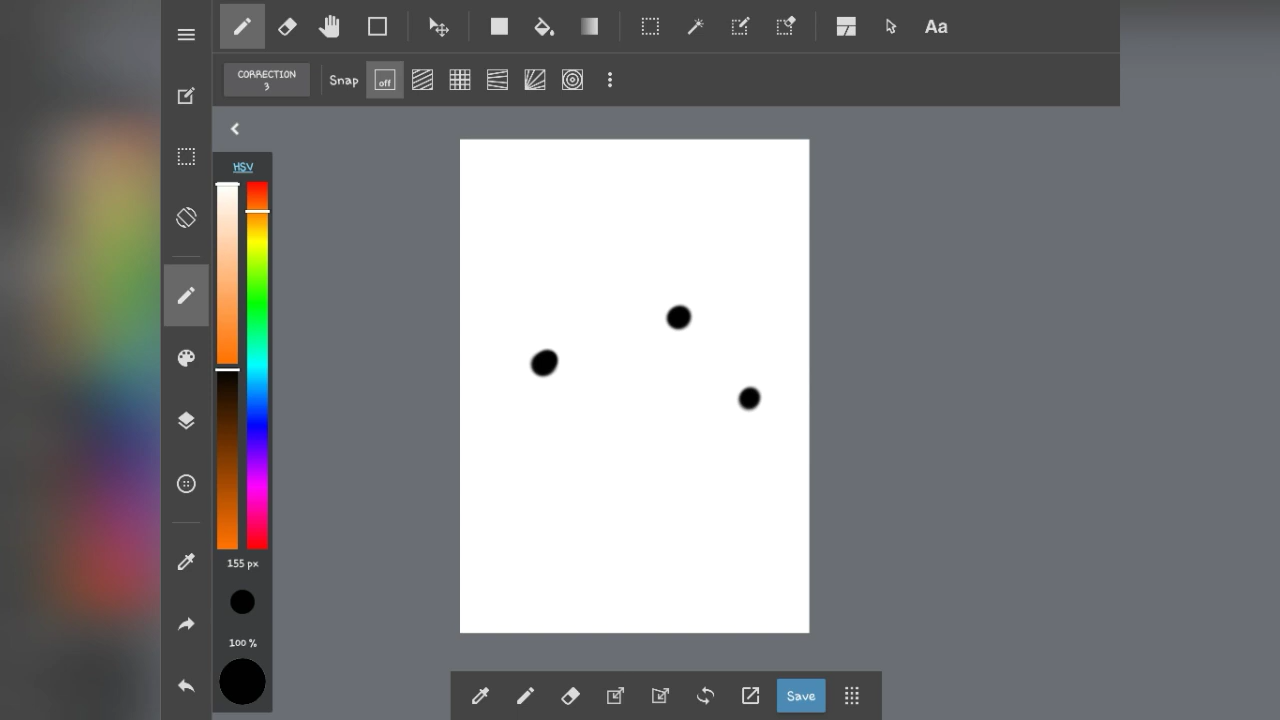 Aa
CORRECTION
3
Snap
off
HSV
155 px
100 %
Save